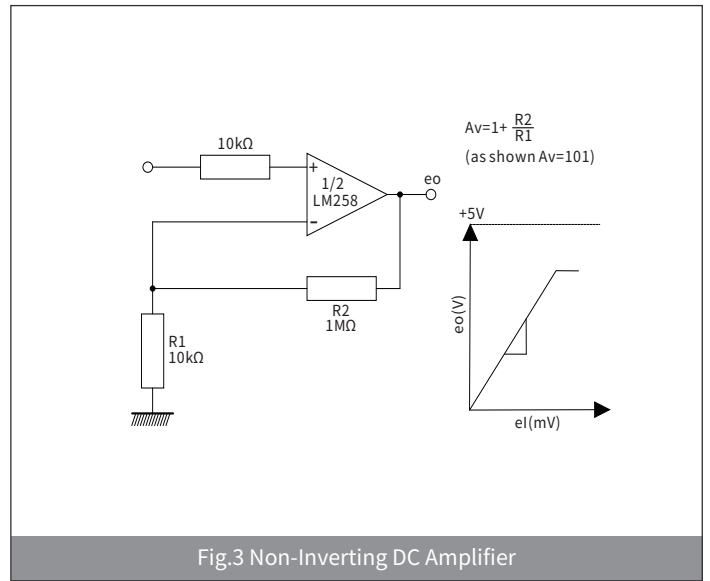 10kΩ
+
1/2
LM258
-
eo
R2
1MΩ
R1
10kΩ
Av=1+ R2/R1
(as shown Av=101)
+5V
eo(V)
eI(mV)
Fig.3 Non-Inverting DC Amplifier